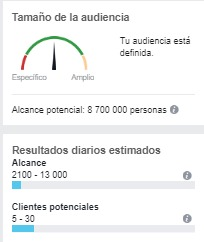 Tamaño de la audiencia
Tu audiencia está
definida.
Específico
Amplio
Alcance potencial: 8 700 000 personas
Resultados diarios estimados
Alcance
2100 - 13 000
Clientes potenciales
5 - 30